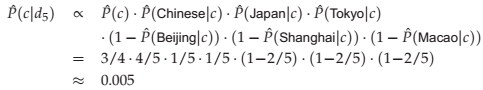 P̂(c|d₅) ∝ P̂(c) · P̂(Chinese|c) · P̂(Japan|c) · P̂(Tokyo|c)
· (1 − P̂(Beijing|c)) · (1 − P̂(Shanghai|c)) · (1 − P̂(Macao|c))
= 3/4 · 4/5 · 1/5 · 1/5 · (1−2/5) · (1−2/5) · (1−2/5)
≈ 0.005